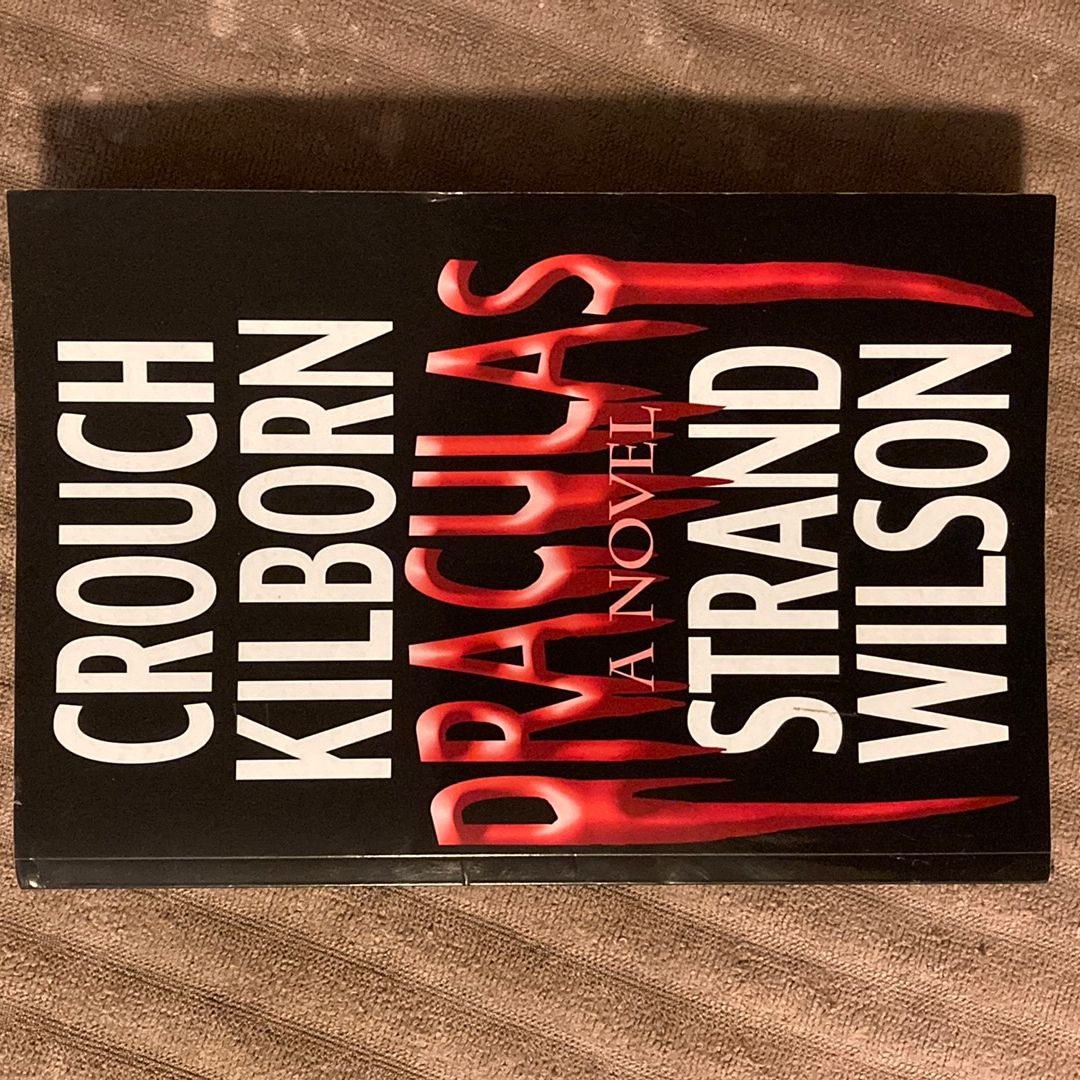 CROUCH
KILBORN
DRACULAS
A NOVEL
STRAND
WILSON